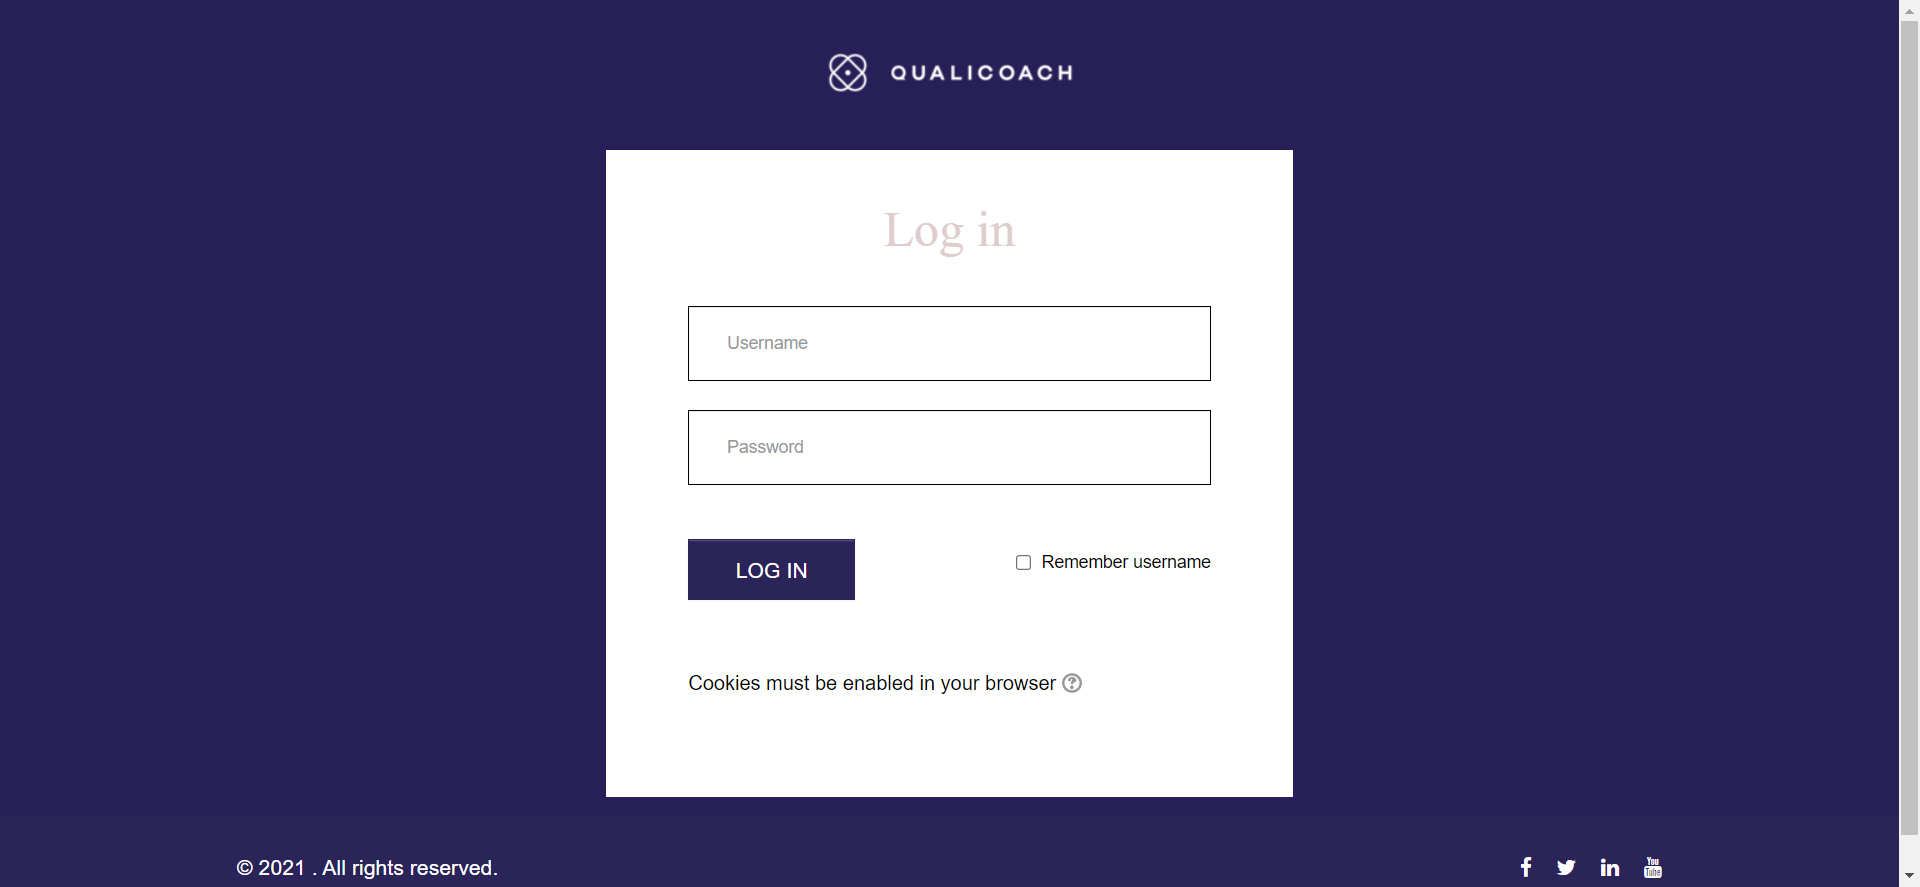 QUALICOACH
Log in
Username
Password
LOG IN
Remember username
Cookies must be enabled in your browser
© 2021 . All rights reserved.
You
Tube